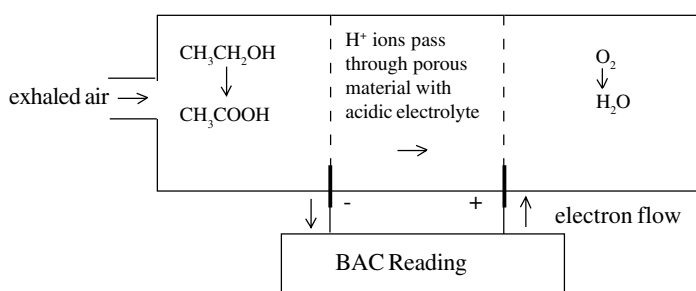 CH₃CH₂OH
CH₃COOH
exhaled air
H⁺ ions pass
through porous
material with
acidic electrolyte
O₂
H₂O
-
+
electron flow
BAC Reading